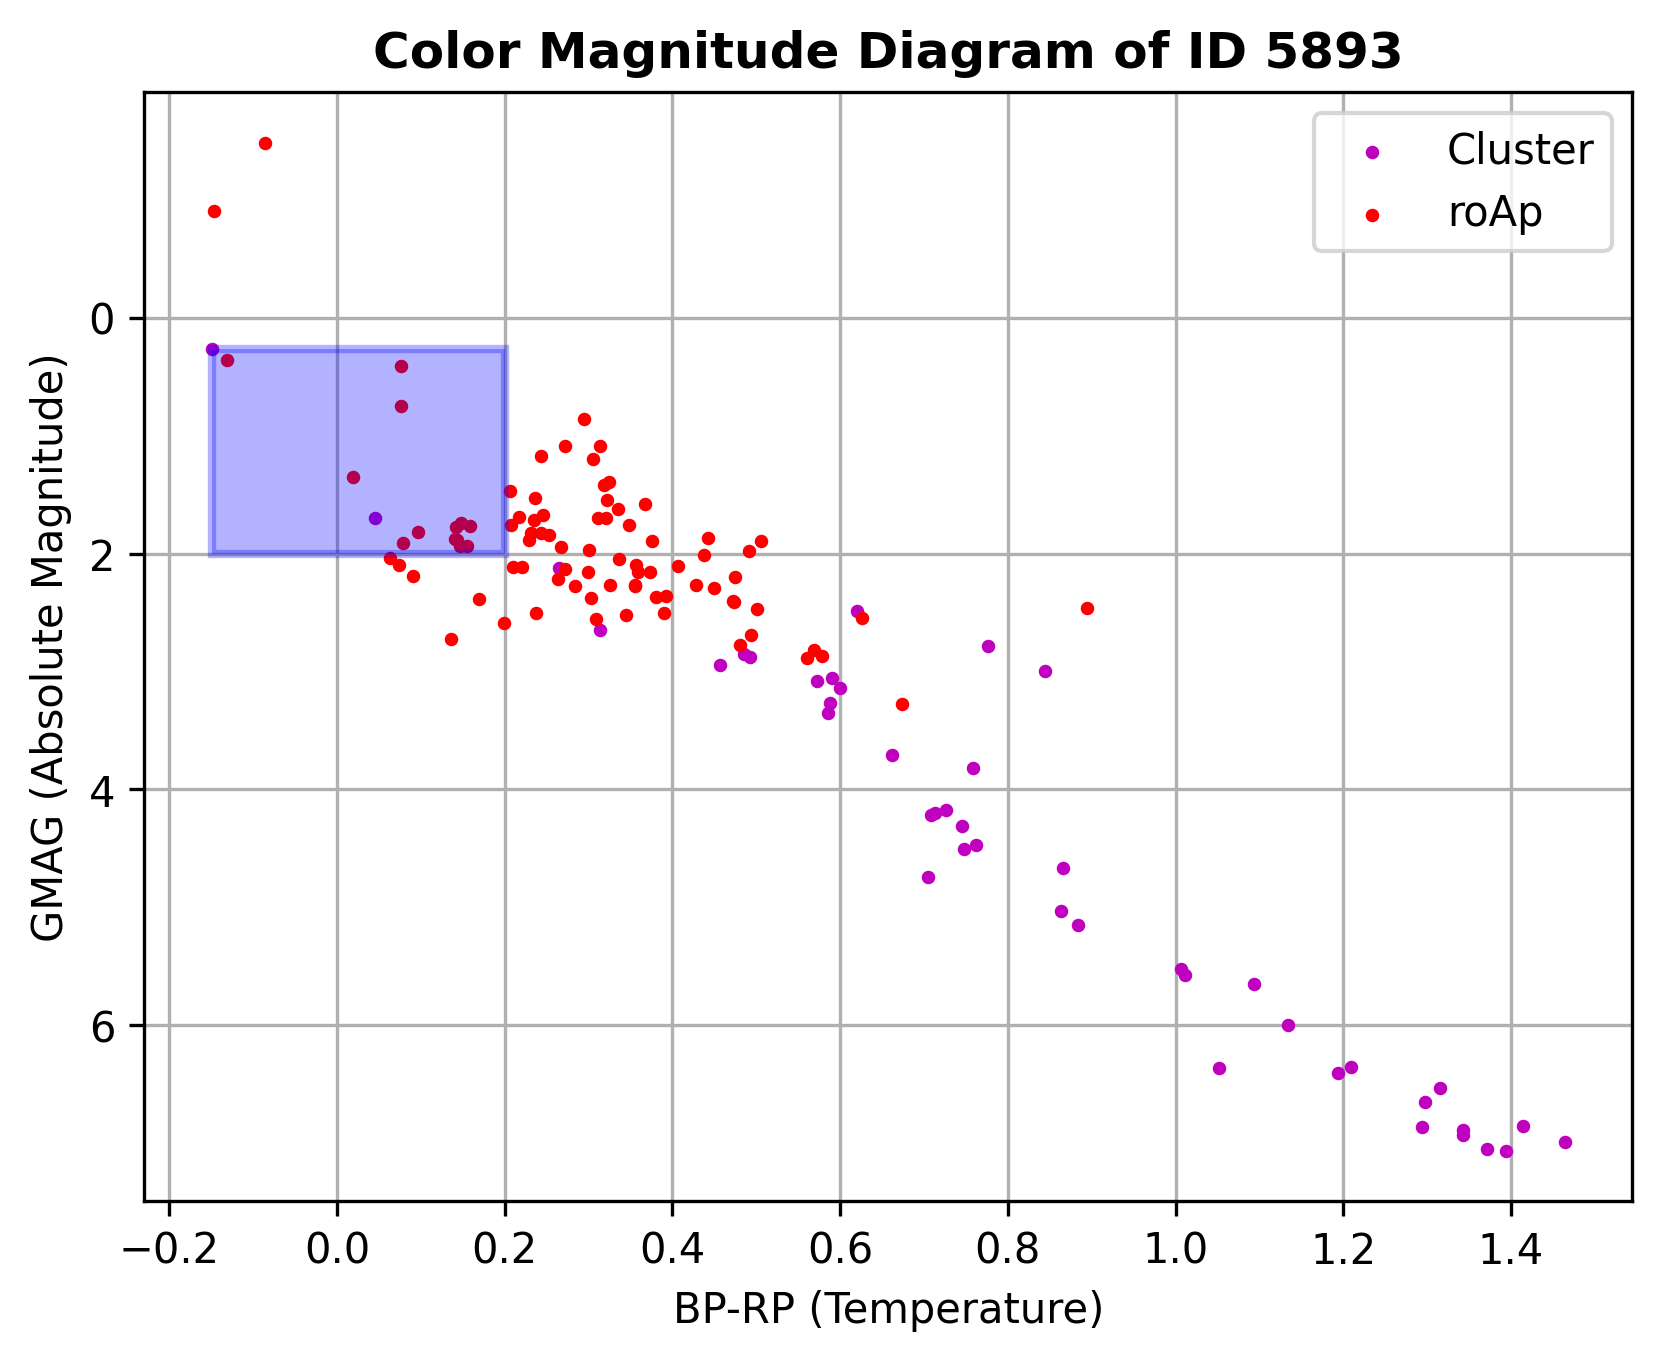 Color Magnitude Diagram of ID 5893
Cluster
roAp
GMAG (Absolute Magnitude)
0
2
4
6
−0.2 0.0 0.2 0.4 0.6 0.8 1.0 1.2 1.4
BP-RP (Temperature)